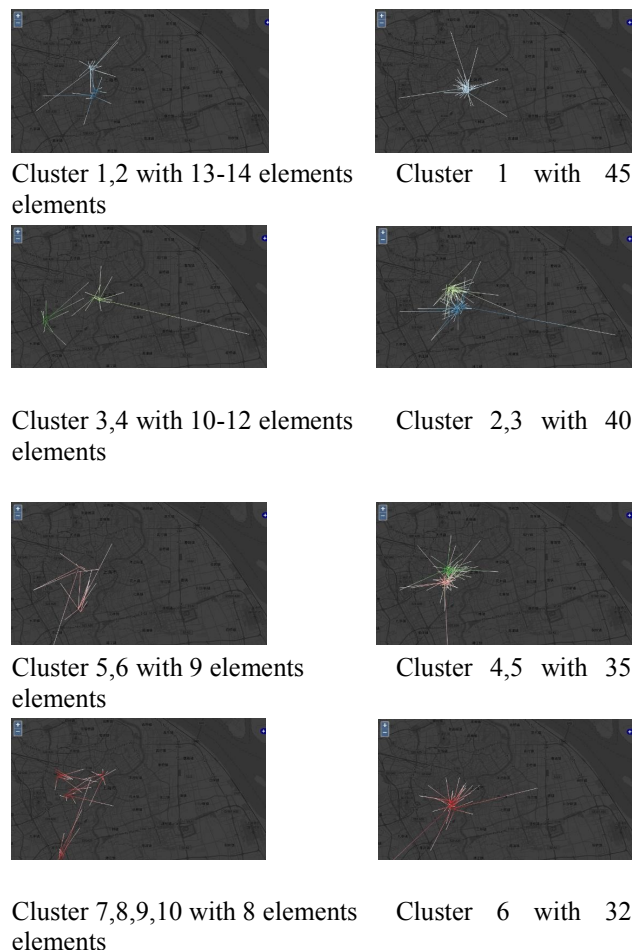 Cluster 1,2 with 13-14 elements Cluster 1 with 45
elements
Cluster 3,4 with 10-12 elements Cluster 2,3 with 40
elements
Cluster 5,6 with 9 elements Cluster 4,5 with 35
elements
Cluster 7,8,9,10 with 8 elements Cluster 6 with 32
elements